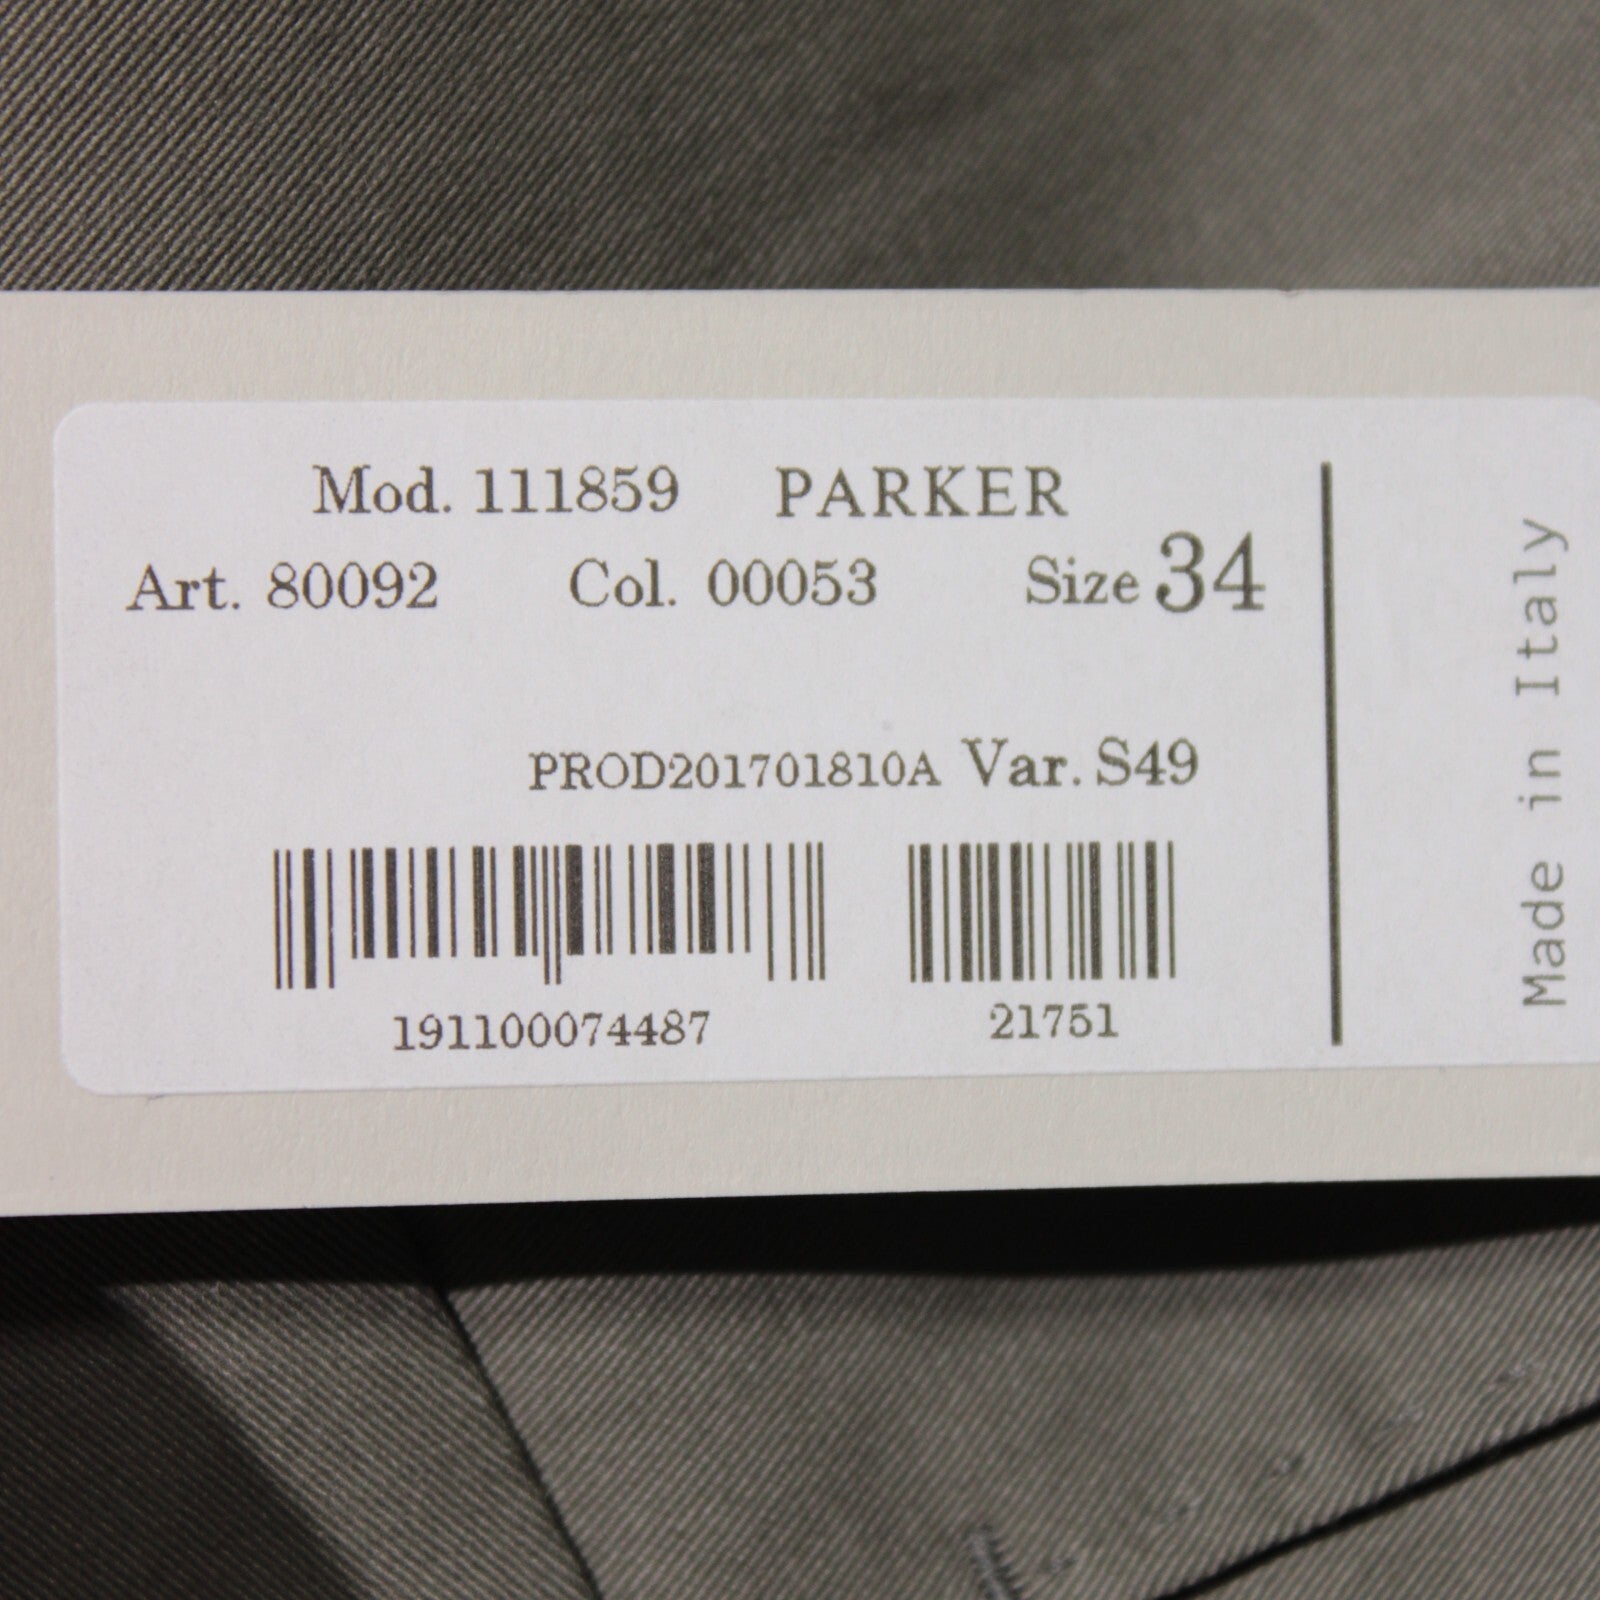 Mod. 111859 PARKER
Art. 80092 Col. 00053 Size 34
PROD201701810A Var. S49
191100074487 21751
Made in Italy